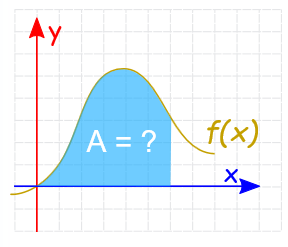 y
A = ?
f(x)
x